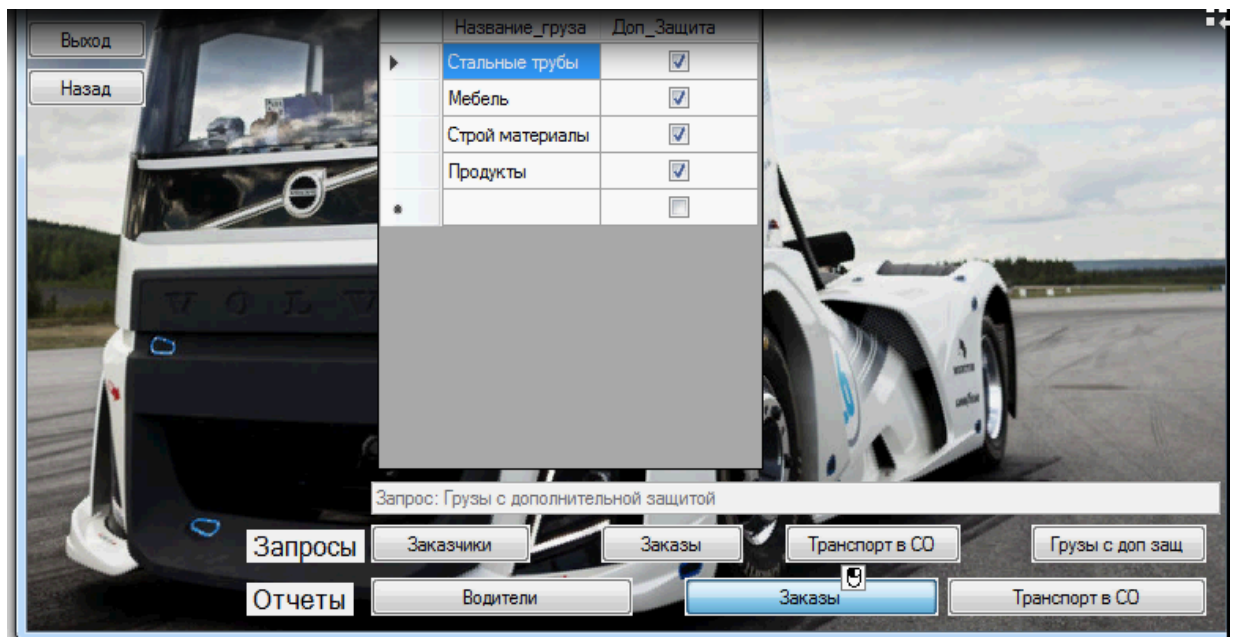 Выход
Назад
Название_груза Доп_Защита
Стальные трубы
Мебель
Строй материалы
Продукты
VOLV
Запрос: Грузы с дополнительной защитой
Запросы Заказчики Заказы Транспорт в СО Грузы с доп защ
Отчеты Водители Заказы Транспорт в СО